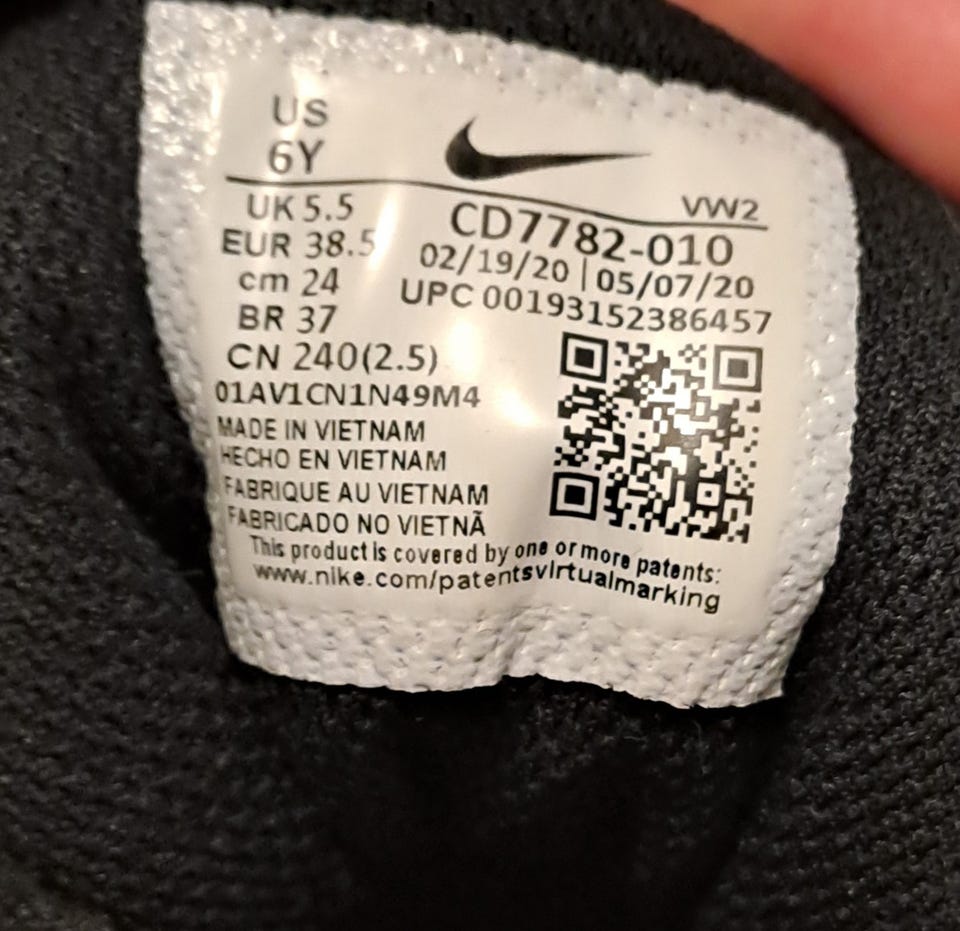 US
6Y
VW2
UK 5.5
EUR 38.5
cm 24
BR 37
CN 240(2.5)
01AV1CN1N49M4
CD7782-010
02/19/20 | 05/07/20
UPC 00193152386457
MADE IN VIETNAM
HECHO EN VIETNAM
FABRIQUE AU VIETNAM
FABRICADO NO VIETNÃ
This product is covered by one or more patents:
www.nike.com/patentsvirtualmarking